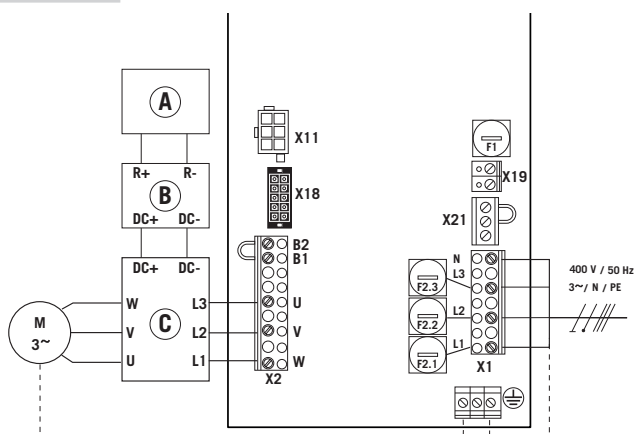 A
R+ R-
B
DC+ DC-
DC+ DC-
C
W
V
U
L3
L2
L1
M
3~
X11
X18
B2
B1
U
V
W
X2
F1
X19
X21
N
L3
L2
L1
F2.3
F2.2
F2.1
X1
400 V / 50 Hz
3~/ N / PE